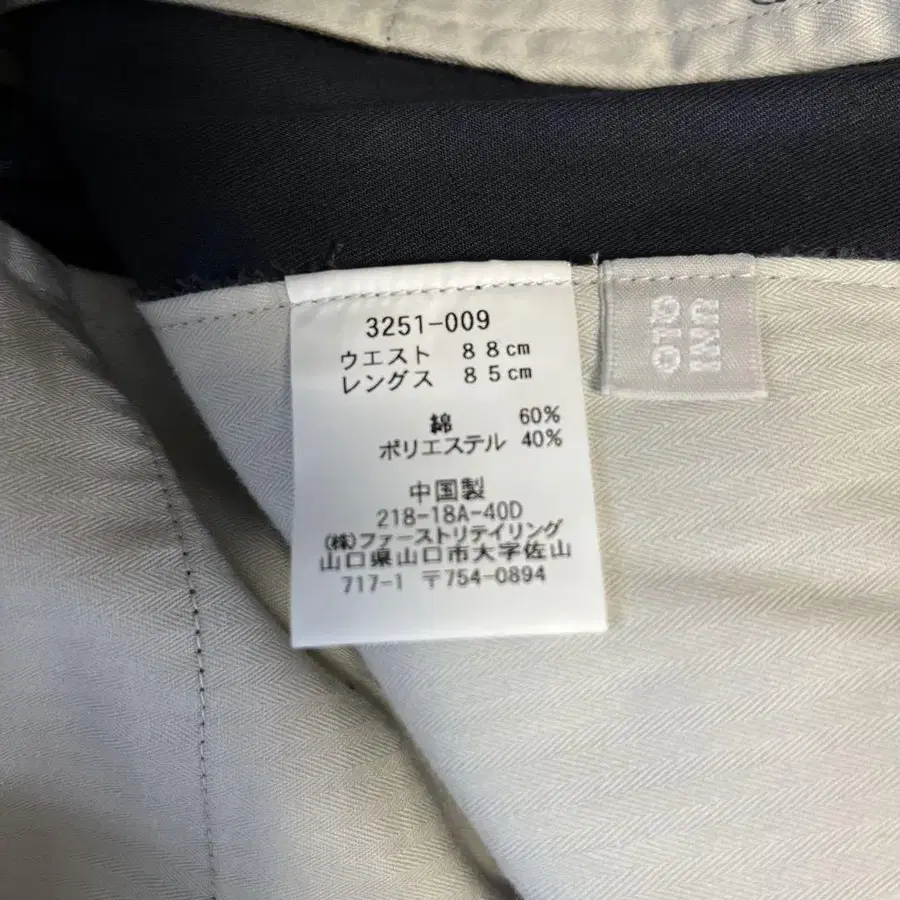 3251-009
ウエスト 88cm
レングス 85cm
綿 60%
ポリエステル 40%
中国製
218-18A-40D
(株)ファーストリテイリング
山口県山口市大字佐山
717-1 〒754-0894
UNI
QLO